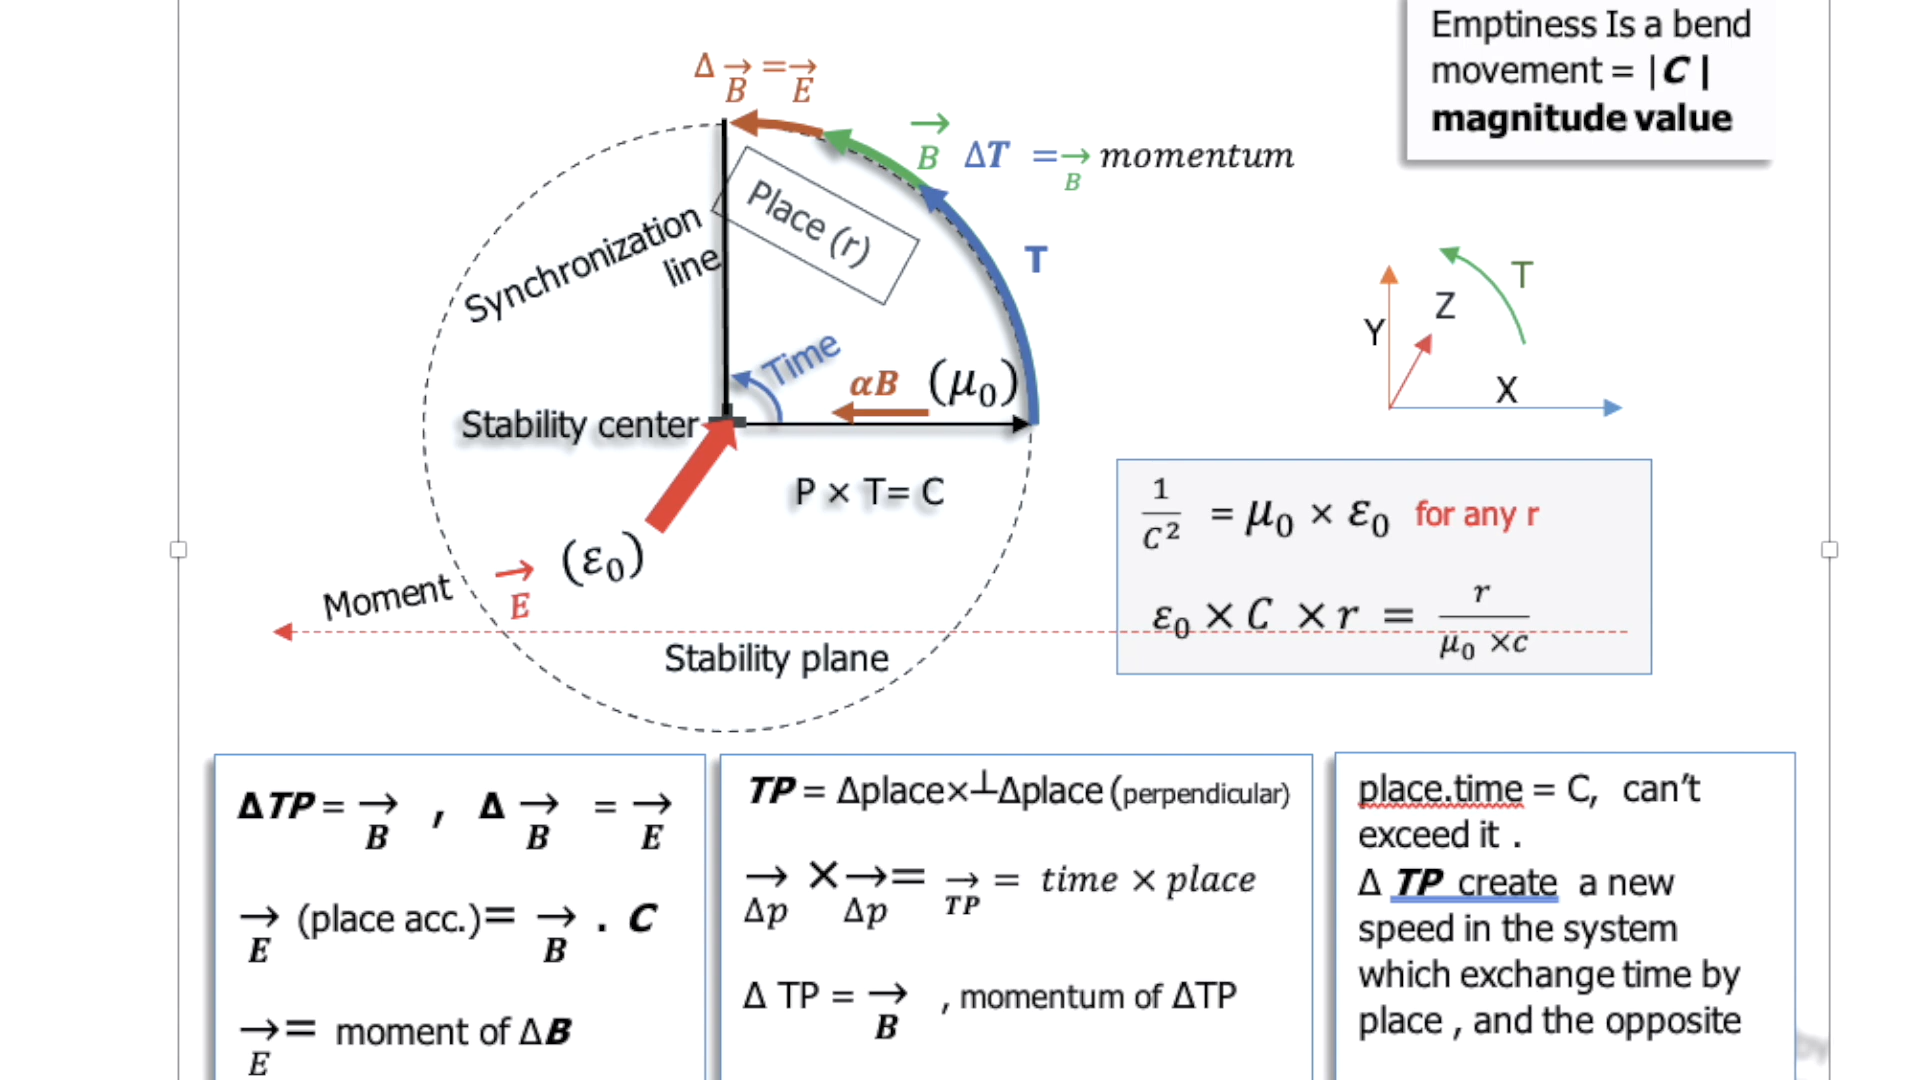 Emptiness Is a bend
movement = |C|
magnitude value
Δ→B =→E
→B ΔT =→B momentum
Place (r)
Synchronization
line
T
Time
αB (μ₀)
Stability center
P × T= C
(ε₀)
→E
Moment
Stability plane
Y Z T
X
1/C² = μ₀ × ε₀ for any r
ε₀ × C × r = r/(μ₀ ×c)
ΔTP = →B , Δ→B = →E
→E (place acc.)= →B . C
→E= moment of ΔB
TP = Δplace×⊥Δplace (perpendicular)
→Δp ×→Δp= →TP = time × place
Δ TP = →B , momentum of ΔTP
place.time = C, can't
exceed it .
Δ TP create a new
speed in the system
which exchange time by
place , and the opposite